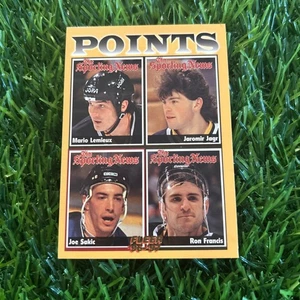 POINTS
The Sporting News
The Sporting News
Mario Lemieux
Jaromir Jagr
The Sporting News
The Sporting News
Joe Sakic
Ron Francis
FLEER